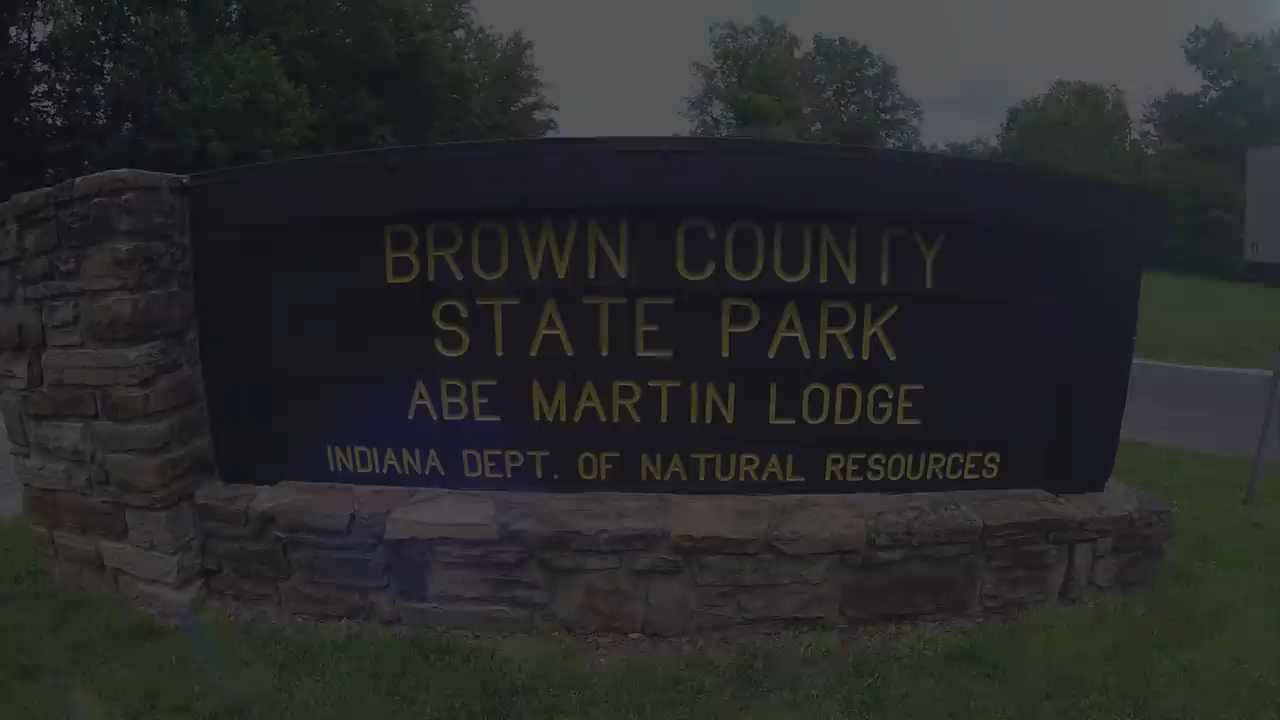 BROWN COUNTY
STATE PARK
ABE MARTIN LODGE
INDIANA DEPT. OF NATURAL RESOURCES